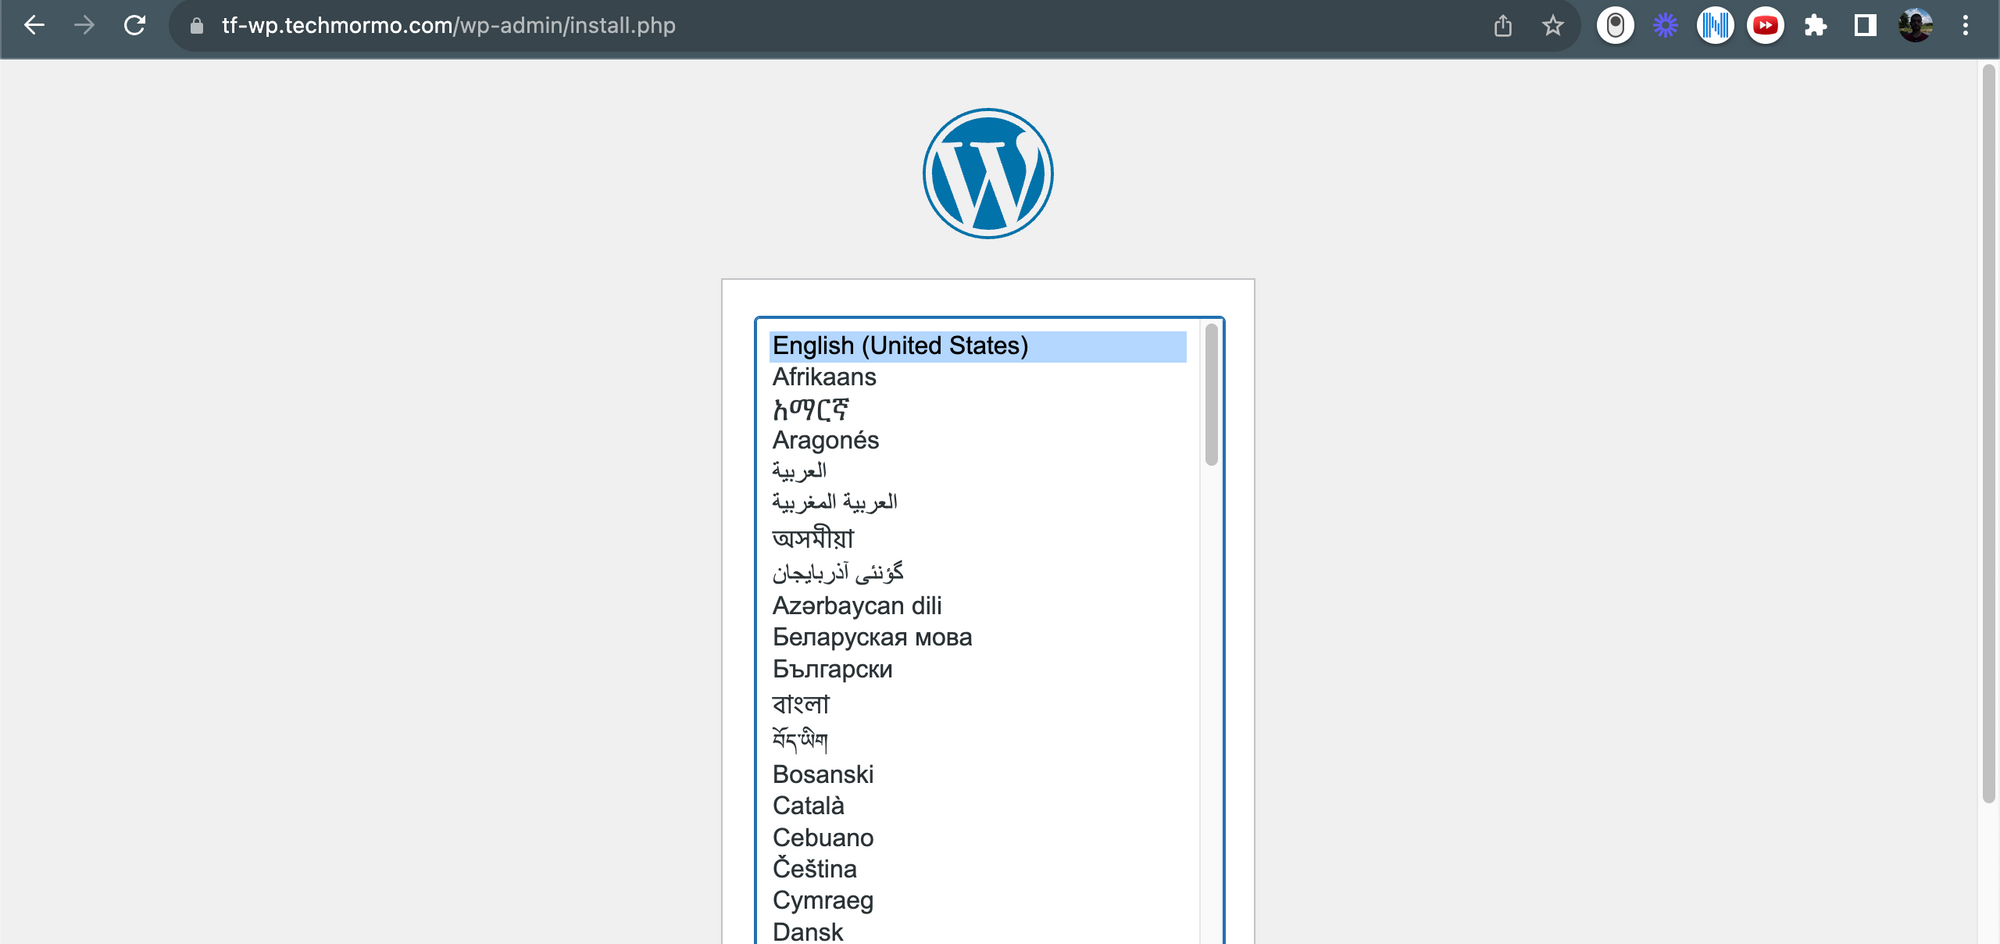 tf-wp.techmormo.com/wp-admin/install.php
English (United States)
Afrikaans
አማርኛ
Aragonés
العربية
العربية المغربية
অসমীয়া
گؤنئی آذربایجان
Azərbaycan dili
Беларуская мова
Български
বাংলা
བོད་ཡིག
Bosanski
Català
Cebuano
Čeština
Cymraeg
Dansk